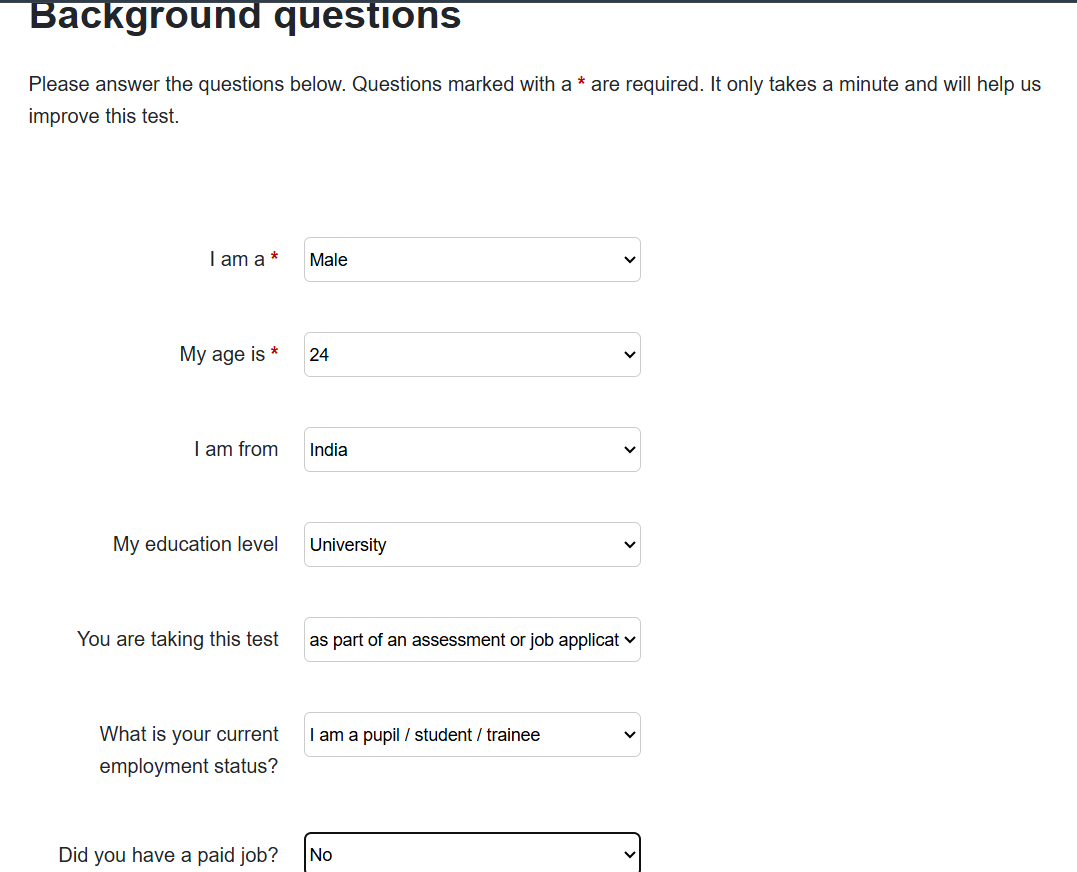 Background questions
Please answer the questions below. Questions marked with a * are required. It only takes a minute and will help us
improve this test.
I am a *
Male
My age is *
24
I am from
India
My education level
University
You are taking this test
as part of an assessment or job applicat
What is your current
employment status?
I am a pupil / student / trainee
Did you have a paid job?
No